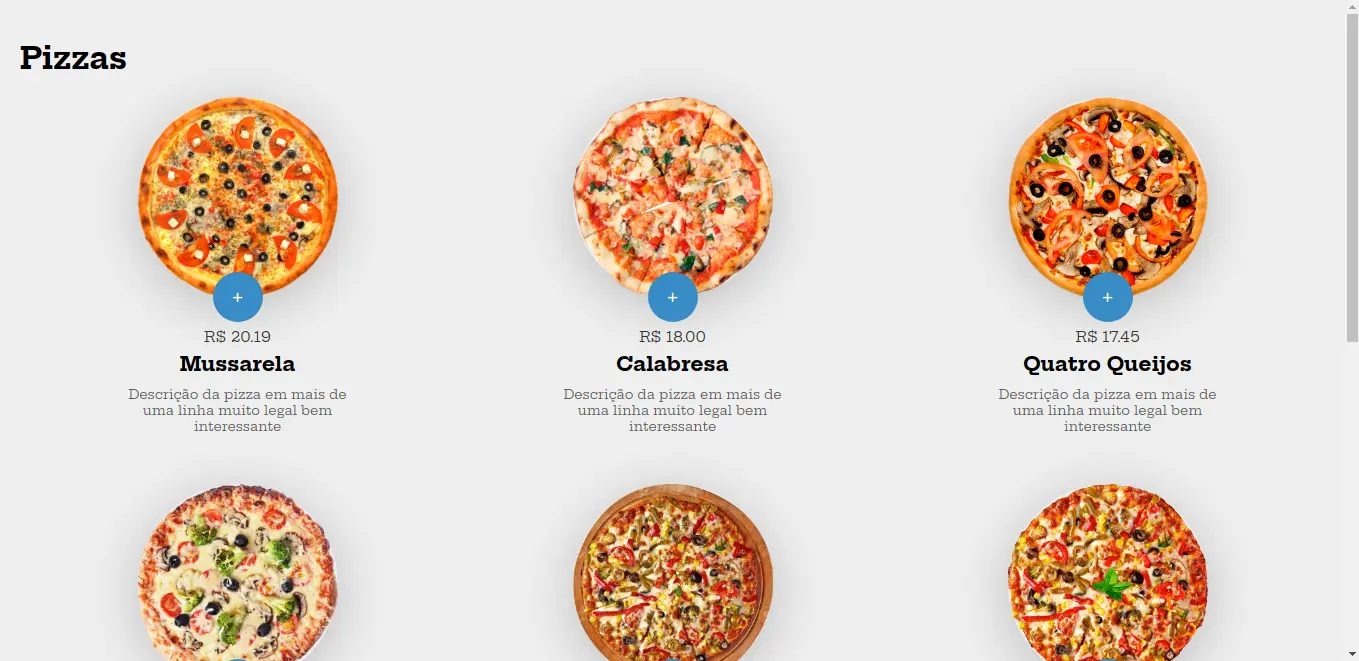 Pizzas
+
+
+
R$ 20.19
R$ 18.00
R$ 17.45
Mussarela
Calabresa
Quatro Queijos
Descrição da pizza em mais de
uma linha muito legal bem
interessante
Descrição da pizza em mais de
uma linha muito legal bem
interessante
Descrição da pizza em mais de
uma linha muito legal bem
interessante